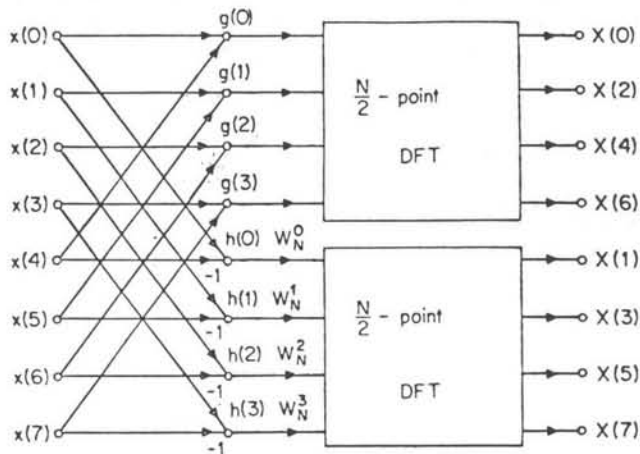 x(0) g(0) X(0)
x(1) g(1) X(2)
N/2 - point
x(2) g(2) X(4)
DFT
x(3) g(3) X(6)
h(0) W_N^0
x(4) -1 X(1)
h(1) W_N^1
x(5) -1 N/2 - point X(3)
h(2) W_N^2
x(6) -1 X(5)
DFT
h(3) W_N^3
x(7) -1 X(7)